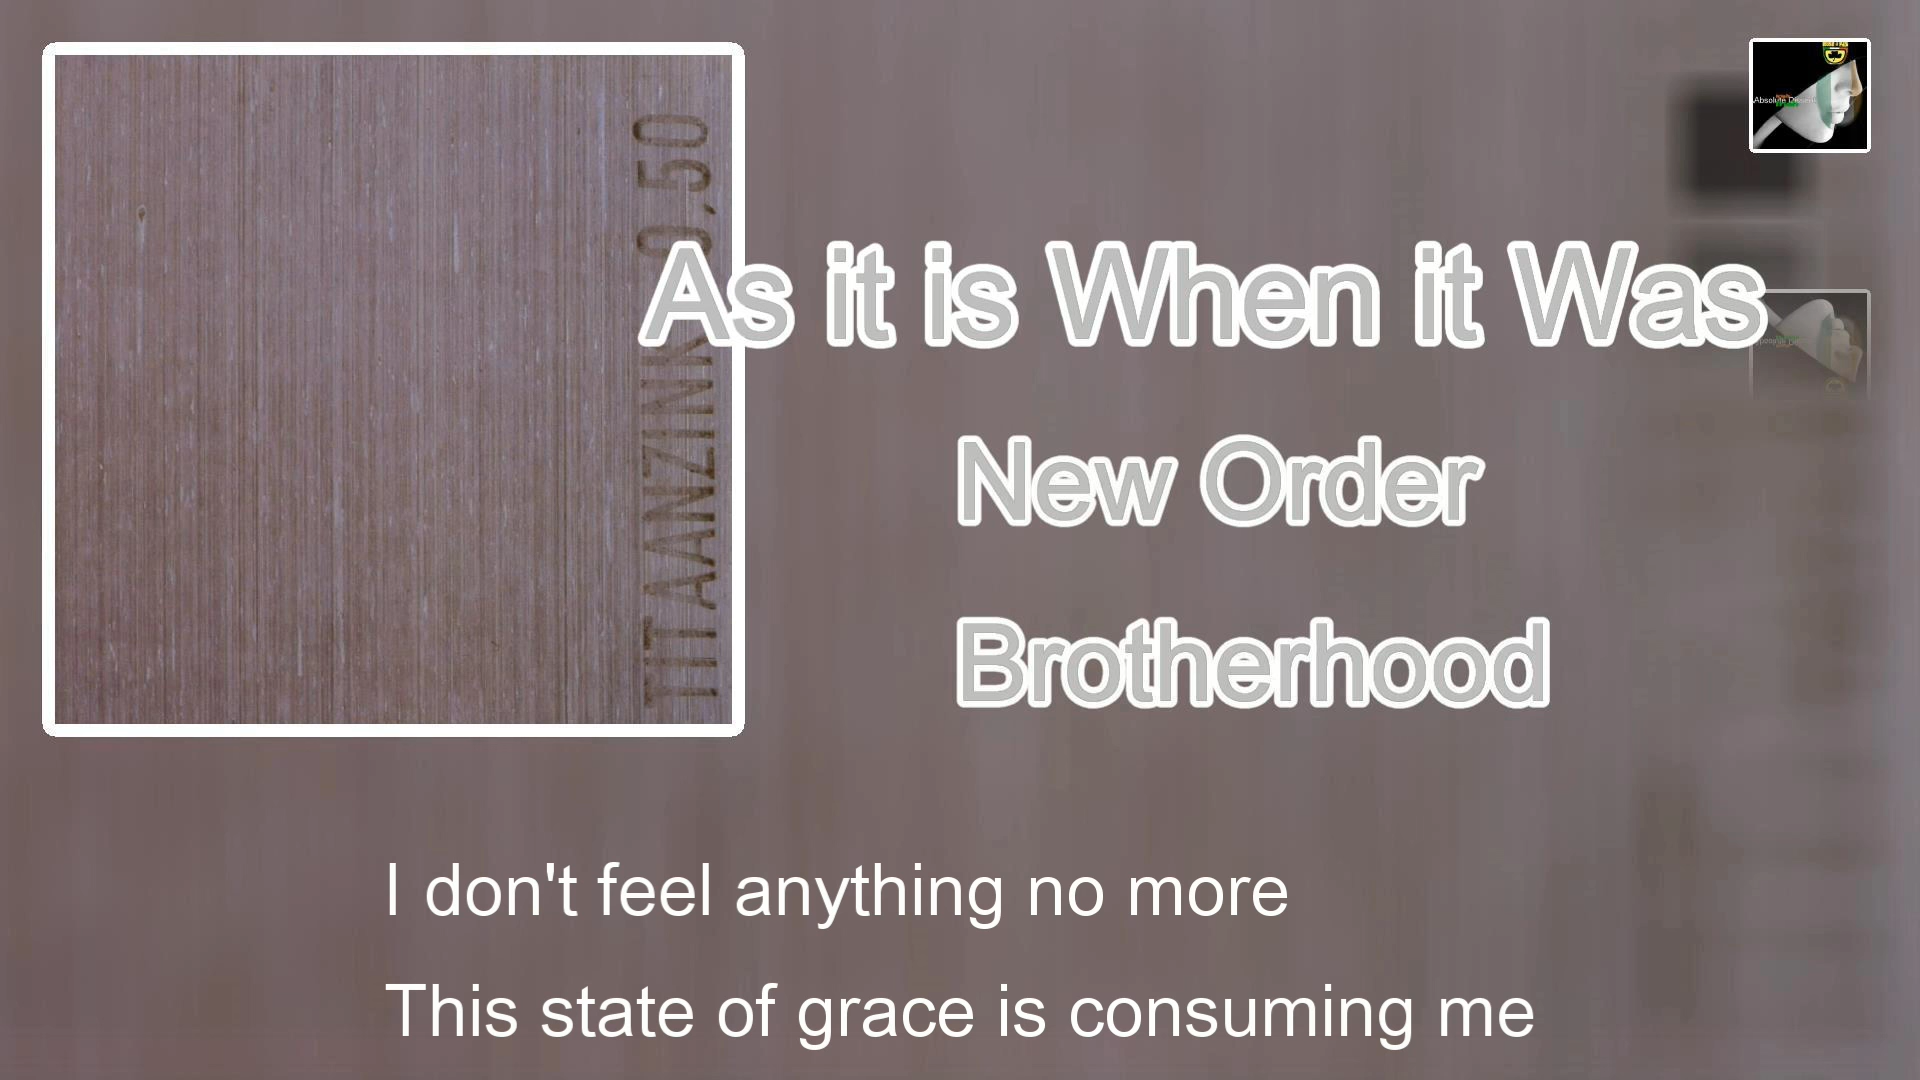 TITAANZINK 0,50
Absolute
As it is When it Was
New Order
Brotherhood
I don't feel anything no more
This state of grace is consuming me